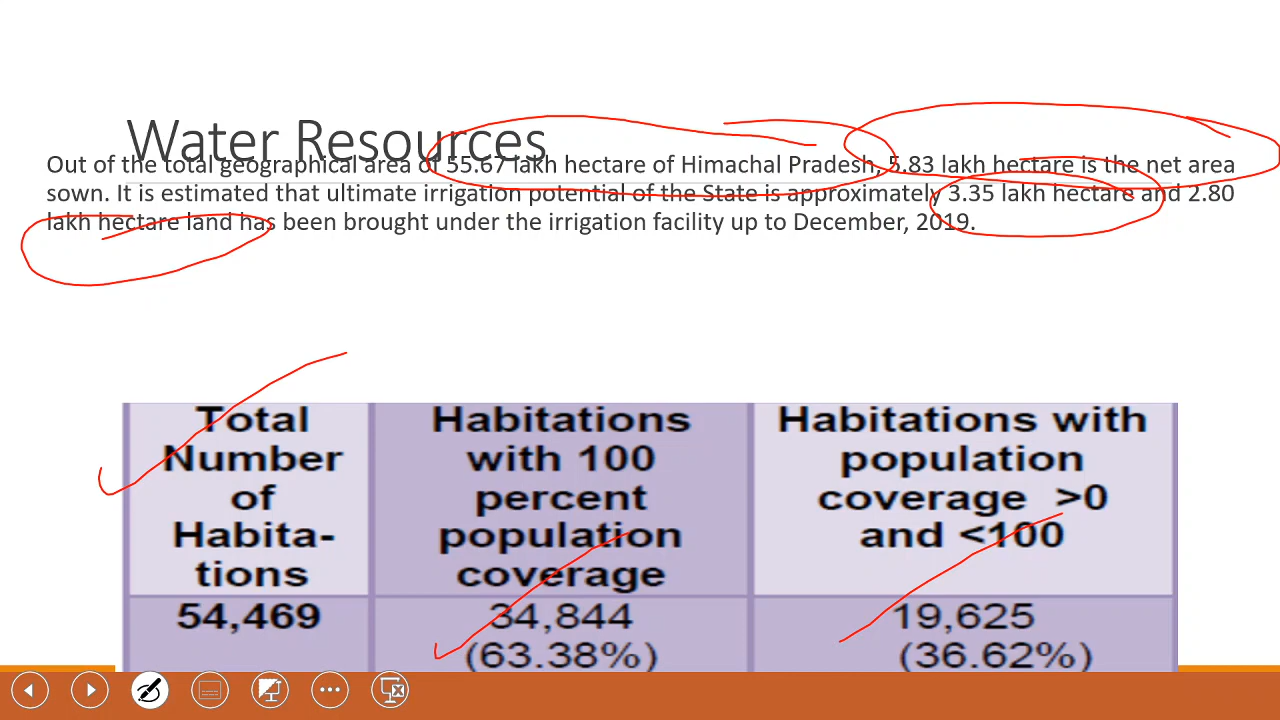 Water Resources
Out of the total geographical area of 55.67 lakh hectare of Himachal Pradesh, 5.83 lakh hectare is the net area
sown. It is estimated that ultimate irrigation potential of the State is approximately 3.35 lakh hectare and 2.80
lakh hectare land has been brought under the irrigation facility up to December, 2019.
Total
Number
of
Habita-
tions
Habitations
with 100
percent
population
coverage
Habitations with
population
coverage >0
and <100
54,469
34,844
(63.38%)
19,625
(36.62%)